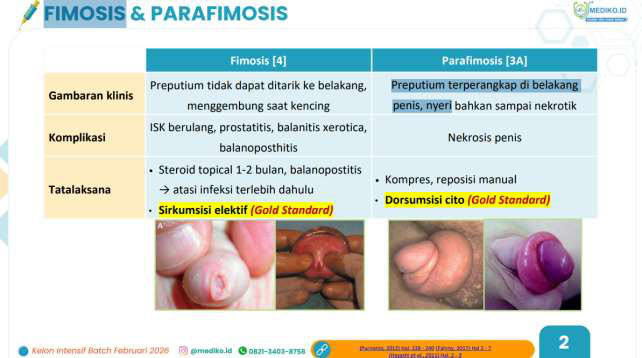 FIMOSIS & PARAFIMOSIS
MEDIKO.ID
Fimosis [4]
Parafimosis [3A]
Gambaran klinis
Preputium tidak dapat ditarik ke belakang,
menggembung saat kencing
Preputium terperangkap di belakang
penis, nyeri bahkan sampai nekrotik
Komplikasi
ISK berulang, prostatitis, balanitis xerotica,
balanoposthitis
Nekrosis penis
Tatalaksana
• Steroid topical 1-2 bulan, balanopostitis
→ atasi infeksi terlebih dahulu
• Sirkumsisi elektif (Gold Standard)
• Kompres, reposisi manual
• Dorsumsisi cito (Gold Standard)
A
Kelon Intensif Batch Februari 2026
@mediko.id
0821-3403-8758
2